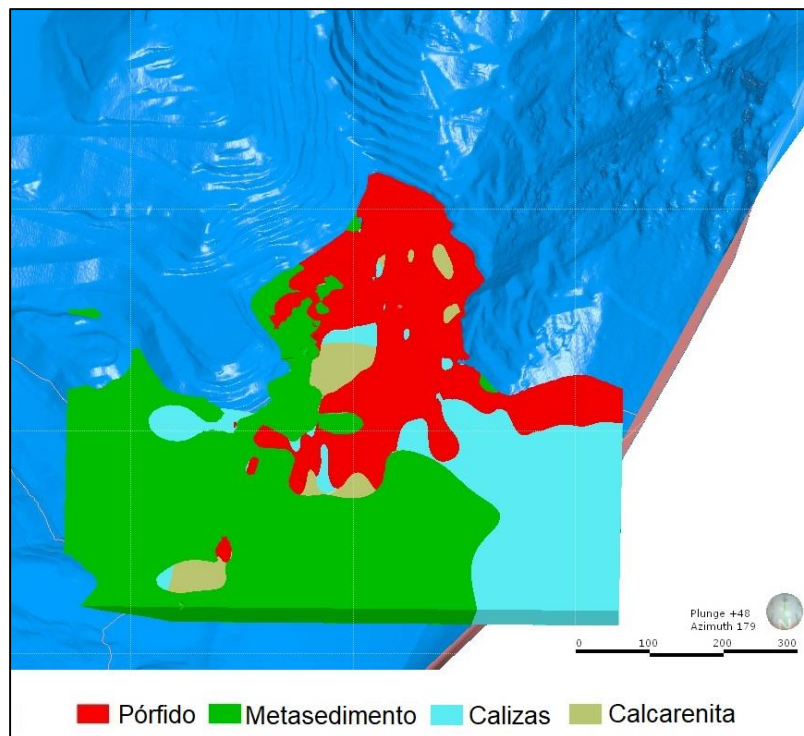 Plunge +48
Azimuth 179
0 100 200 300
Pórfido Metasedimento Calizas Calcarenita